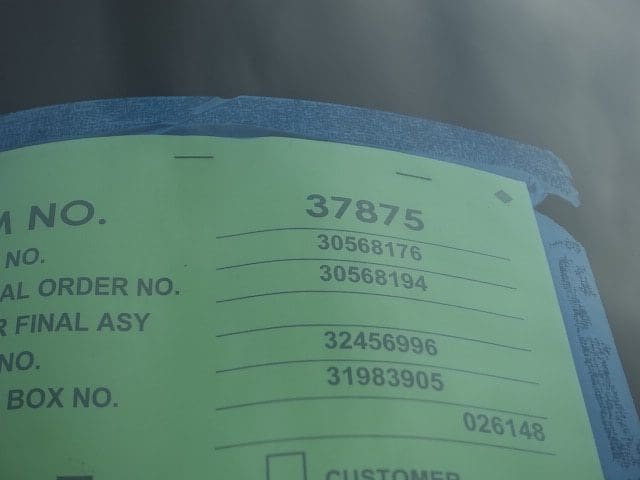 M NO. 37875
NO. 30568176
AL ORDER NO. 30568194
R FINAL ASY
NO. 32456996
BOX NO. 31983905
026148
CUSTOMER